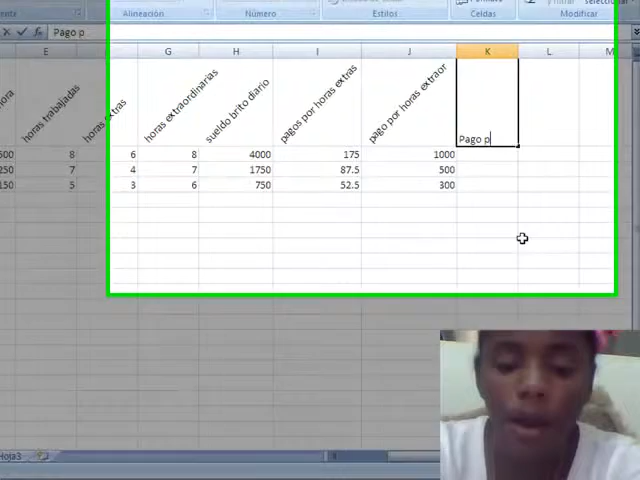 Alineación
Número
Estilos
Celdas
Modificar
Pago p
E
G
H
I
J
K
L
M
horas trabajadas
horas extras
horas extraordinarias
sueldo brito diario
pagos por horas extras
pago por horas extraor
Pago p
500 8 6 8 4000 175 1000
250 7 4 7 1750 87.5 500
150 5 3 6 750 52.5 300
Hoja3